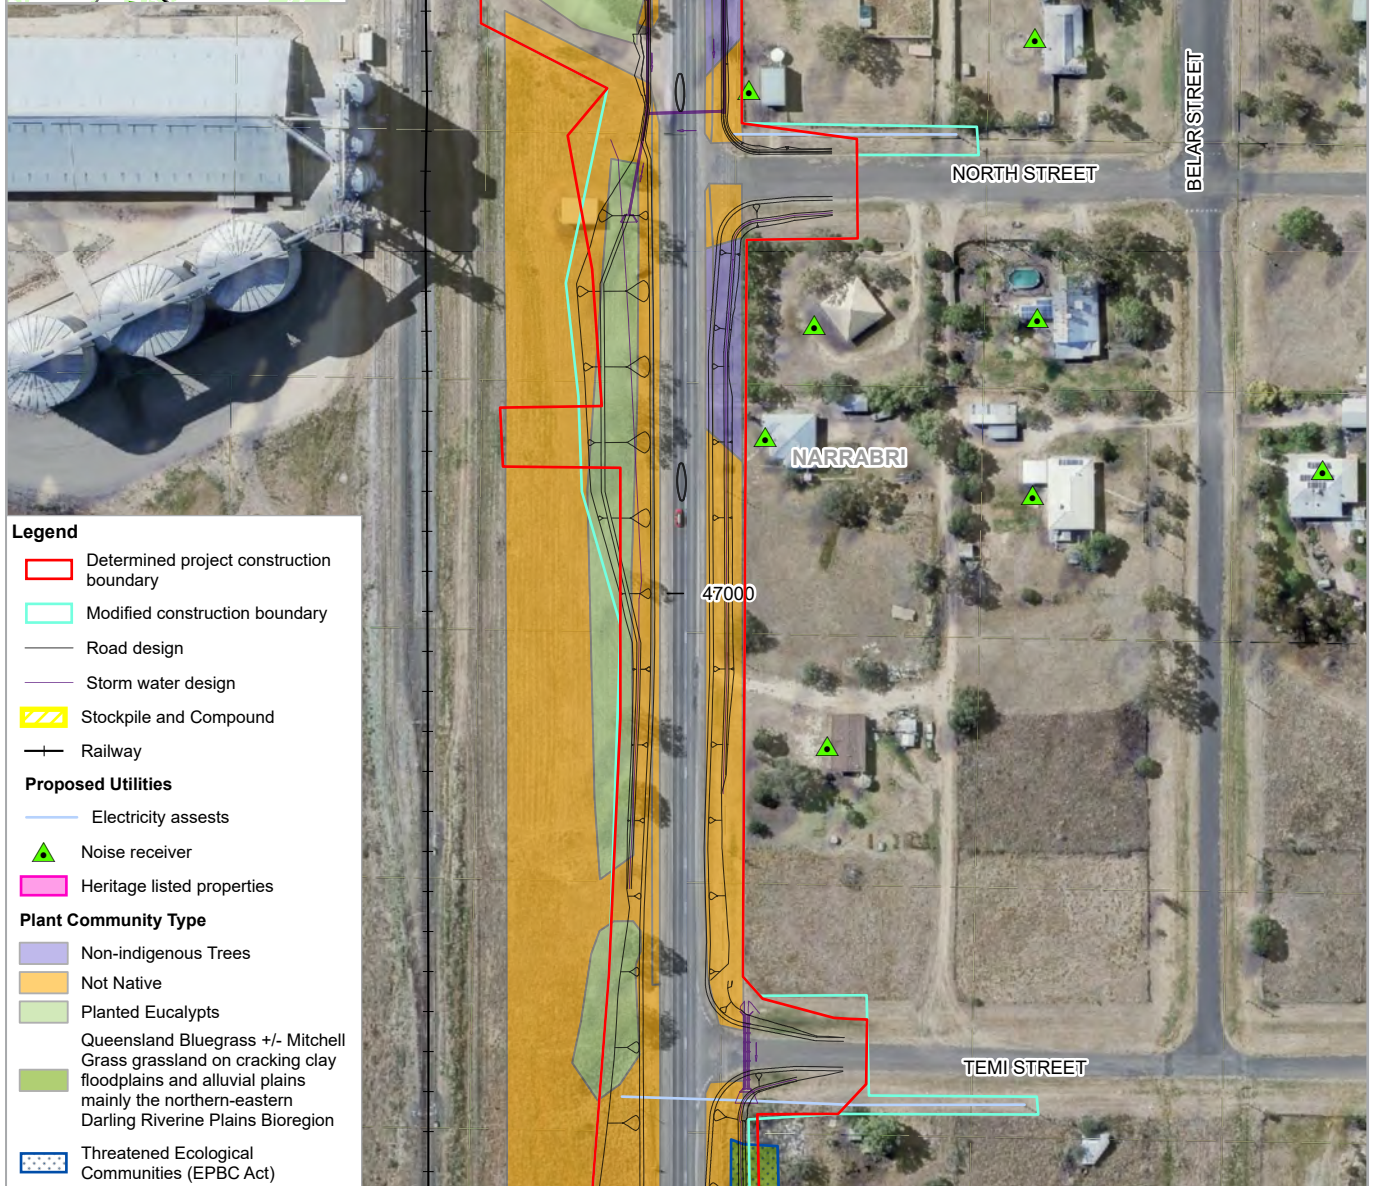 BELAR STREET
NORTH STREET
NARRABRI
47000
TEMI STREET
Legend
Determined project construction
boundary
Modified construction boundary
Road design
Storm water design
Stockpile and Compound
Railway
Proposed Utilities
Electricity assests
Noise receiver
Heritage listed properties
Plant Community Type
Non-indigenous Trees
Not Native
Planted Eucalypts
Queensland Bluegrass +/- Mitchell
Grass grassland on cracking clay
floodplains and alluvial plains
mainly the northern-eastern
Darling Riverine Plains Bioregion
Threatened Ecological
Communities (EPBC Act)